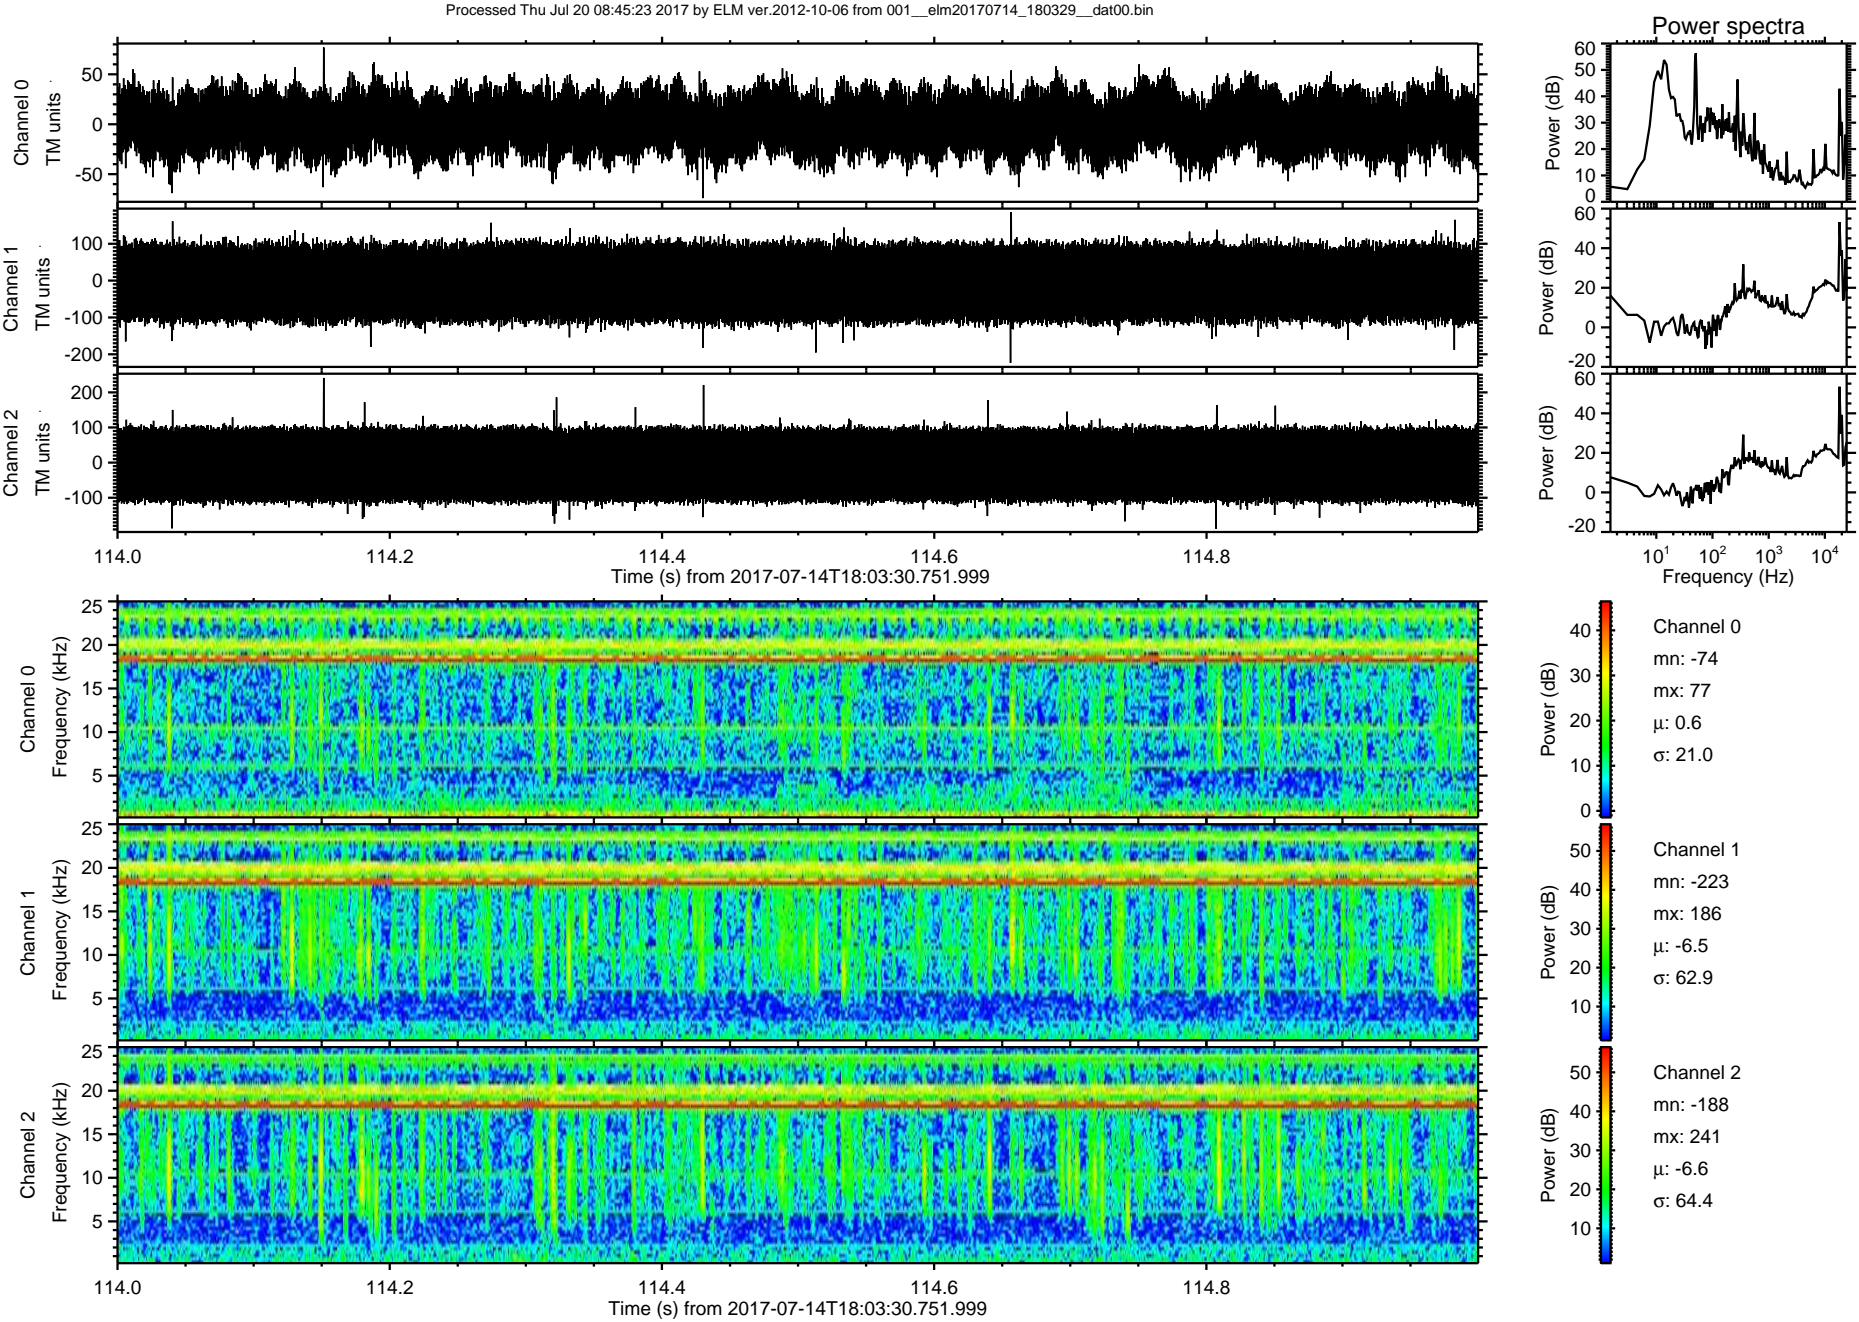 Processed Thu Jul 20 08:45:23 2017 by ELM ver.2012-10-06 from 001__elm20170714_180329__dat00.bin
Power spectra
Channel 0
TM units
50
0
-50
Power (dB)
60
50
40
30
20
10
0
Channel 1
TM units
100
0
-100
-200
Power (dB)
60
40
20
0
-20
Channel 2
TM units
200
100
0
-100
Power (dB)
60
40
20
0
-20
114.0 114.2 114.4 114.6 114.8
Time (s) from 2017-07-14T18:03:30.751.999
10¹ 10² 10³ 10⁴
Frequency (Hz)
Channel 0
Frequency (kHz)
25
20
15
10
5
Power (dB)
40
30
20
10
0
Channel 0
mn: -74
mx: 77
μ: 0.6
σ: 21.0
Channel 1
Frequency (kHz)
25
20
15
10
5
Power (dB)
50
40
30
20
10
Channel 1
mn: -223
mx: 186
μ: -6.5
σ: 62.9
Channel 2
Frequency (kHz)
25
20
15
10
5
Power (dB)
50
40
30
20
10
Channel 2
mn: -188
mx: 241
μ: -6.6
σ: 64.4
114.0 114.2 114.4 114.6 114.8
Time (s) from 2017-07-14T18:03:30.751.999